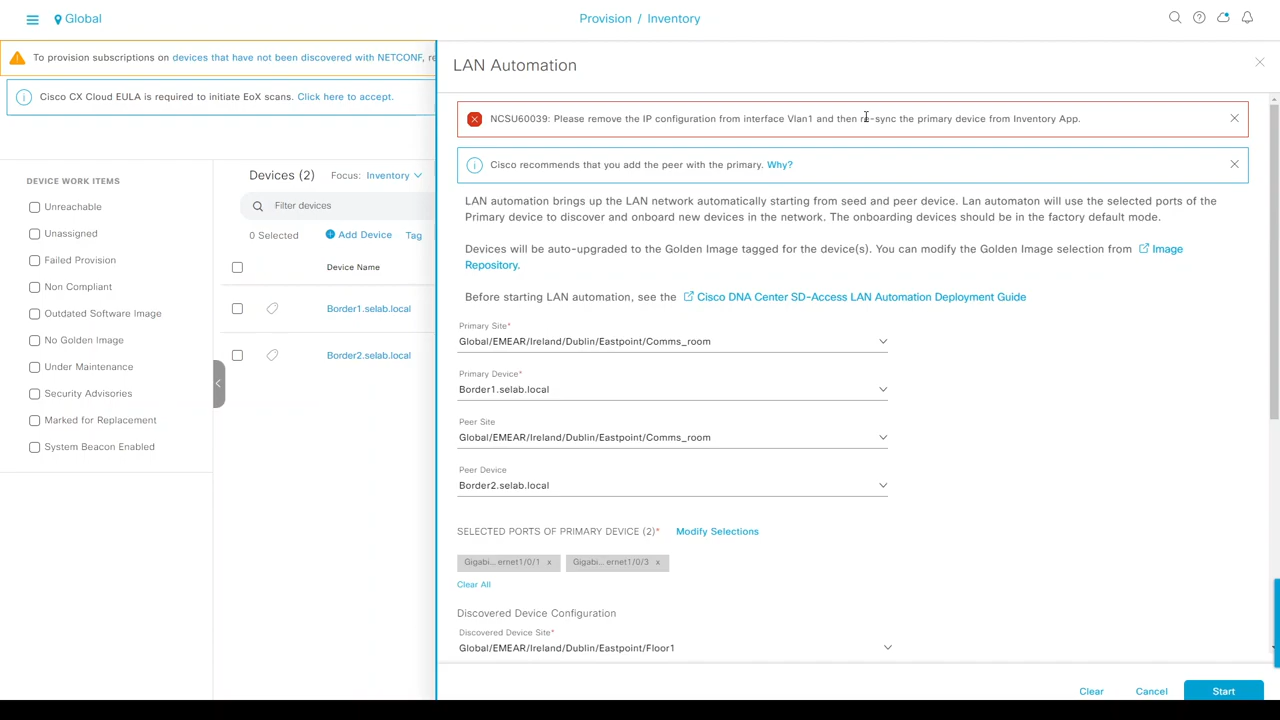 Global
Provision / Inventory
To provision subscriptions on devices that have not been discovered with NETCONF, re
Cisco CX Cloud EULA is required to initiate EoX scans. Click here to accept.
DEVICE WORK ITEMS
Unreachable
Unassigned
Failed Provision
Non Compliant
Outdated Software Image
No Golden Image
Under Maintenance
Security Advisories
Marked for Replacement
System Beacon Enabled
Devices (2) Focus: Inventory
Filter devices
0 Selected Add Device Tag
Device Name
Border1.selab.local
Border2.selab.local
LAN Automation
NCSU60039: Please remove the IP configuration from interface Vlan1 and then re-sync the primary device from Inventory App.
Cisco recommends that you add the peer with the primary. Why?
LAN automation brings up the LAN network automatically starting from seed and peer device. Lan automaton will use the selected ports of the
Primary device to discover and onboard new devices in the network. The onboarding devices should be in the factory default mode.
Devices will be auto-upgraded to the Golden Image tagged for the device(s). You can modify the Golden Image selection from Image
Repository.
Before starting LAN automation, see the Cisco DNA Center SD-Access LAN Automation Deployment Guide
Primary Site*
Global/EMEAR/Ireland/Dublin/Eastpoint/Comms_room
Primary Device*
Border1.selab.local
Peer Site
Global/EMEAR/Ireland/Dublin/Eastpoint/Comms_room
Peer Device
Border2.selab.local
SELECTED PORTS OF PRIMARY DEVICE (2)* Modify Selections
Gigabi... ernet1/0/1 x Gigabi... ernet1/0/3 x
Clear All
Discovered Device Configuration
Discovered Device Site*
Global/EMEAR/Ireland/Dublin/Eastpoint/Floor1
Clear Cancel Start